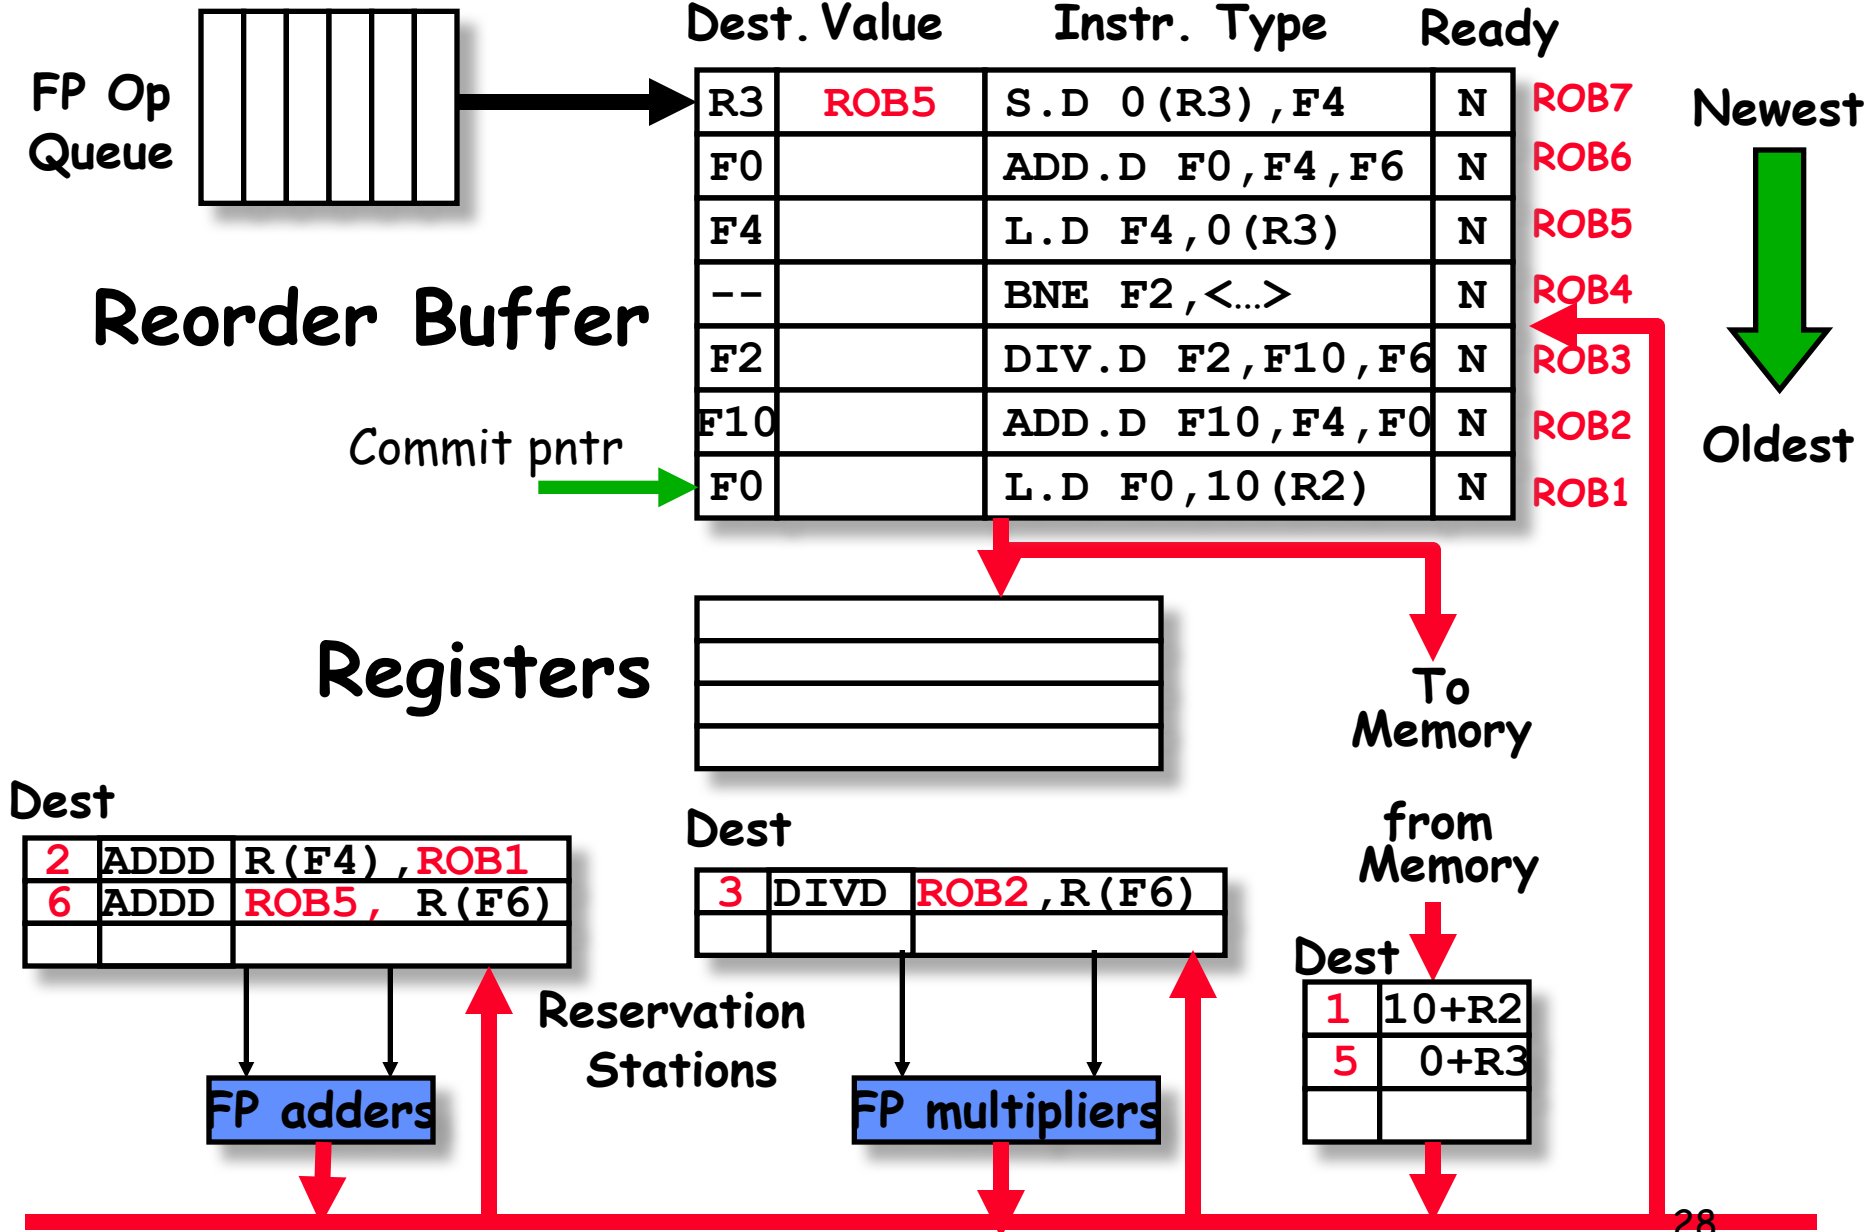 Dest. Value Instr. Type Ready
FP Op
Queue
R3 ROB5 S.D 0(R3),F4 N ROB7
F0 ADD.D F0,F4,F6 N ROB6
F4 L.D F4,0(R3) N ROB5
-- BNE F2,<…> N ROB4
F2 DIV.D F2,F10,F6 N ROB3
F10 ADD.D F10,F4,F0 N ROB2
F0 L.D F0,10(R2) N ROB1
Newest
Oldest
Reorder Buffer
Commit pntr
Registers
To
Memory
from
Memory
Dest
2 ADDD R(F4),ROB1
6 ADDD ROB5, R(F6)
Dest
3 DIVD ROB2,R(F6)
Dest
1 10+R2
5 0+R3
Reservation
Stations
FP adders
FP multipliers
28